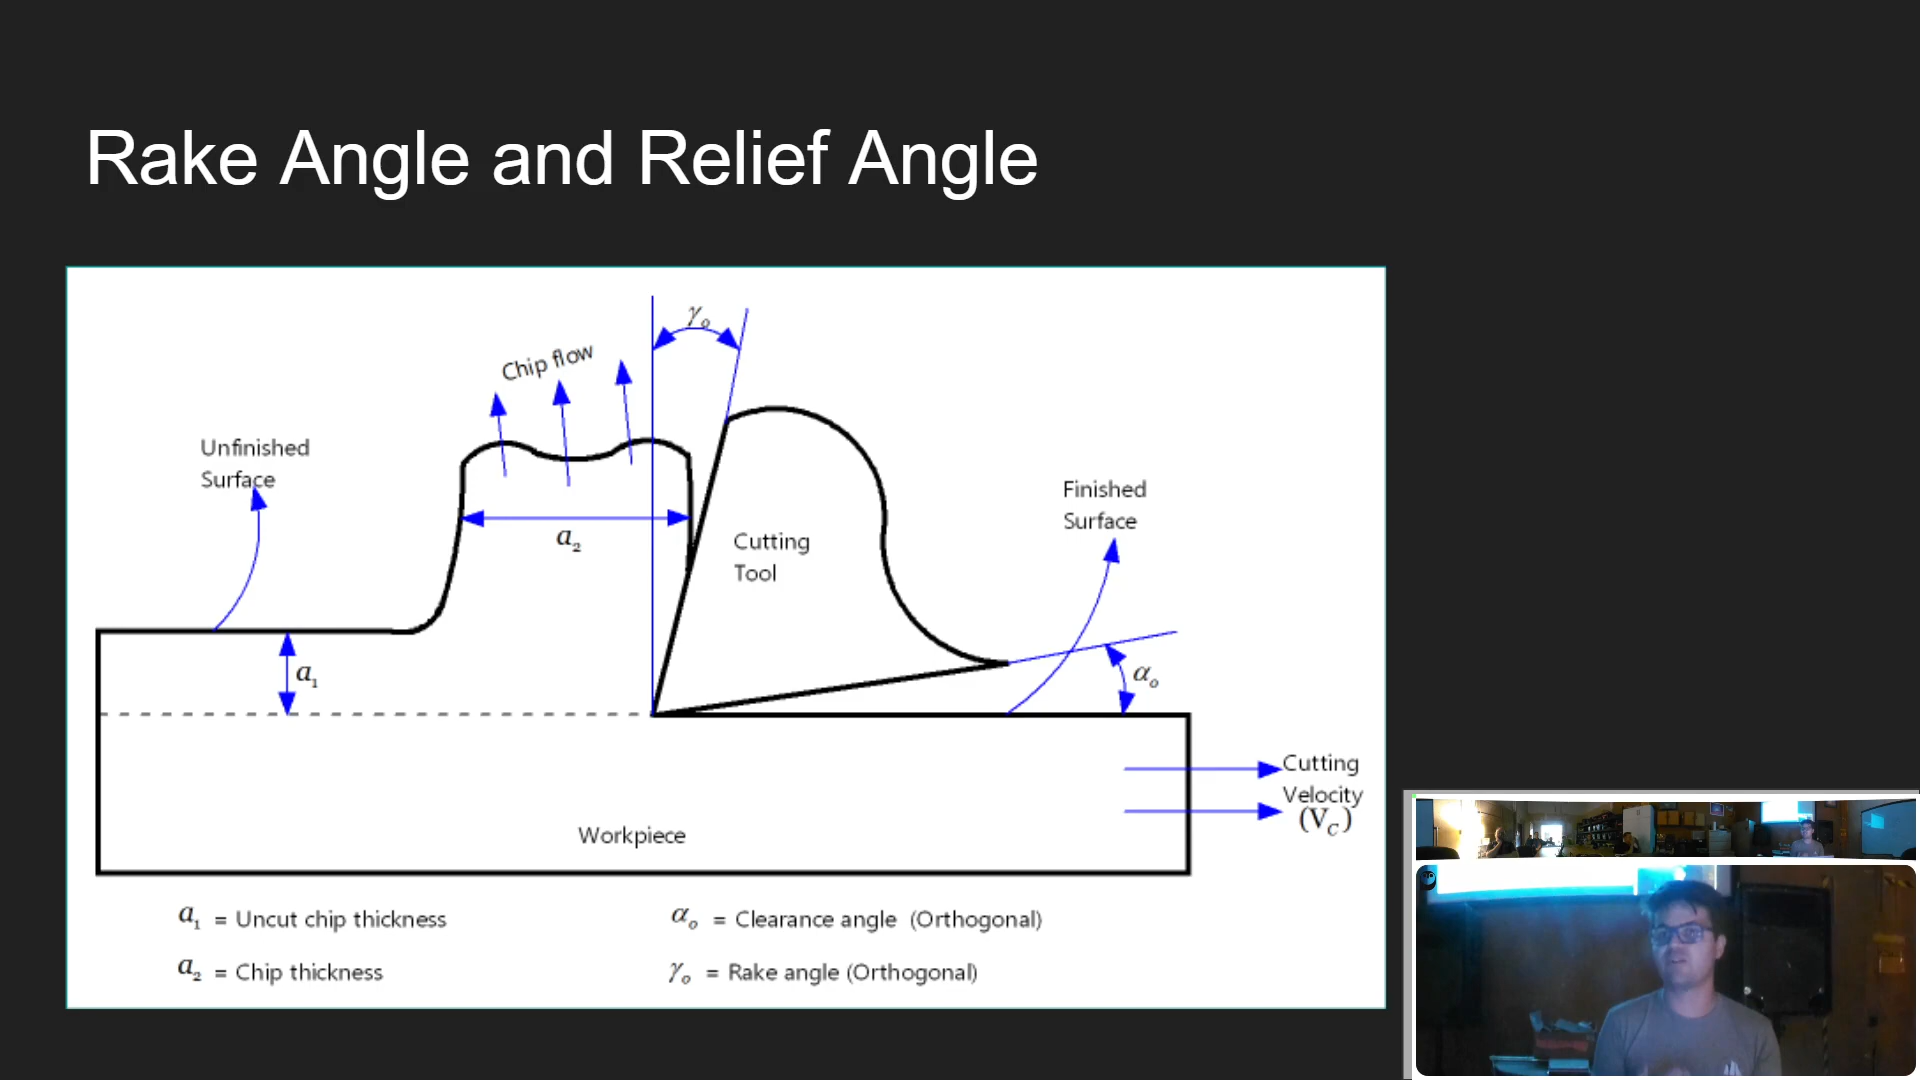 Rake Angle and Relief Angle
γo
Chip flow
Unfinished
Surface
a2
Cutting
Tool
Finished
Surface
a1
αo
Cutting
Velocity
(VC)
Workpiece
a1 = Uncut chip thickness
αo = Clearance angle (Orthogonal)
a2 = Chip thickness
γo = Rake angle (Orthogonal)